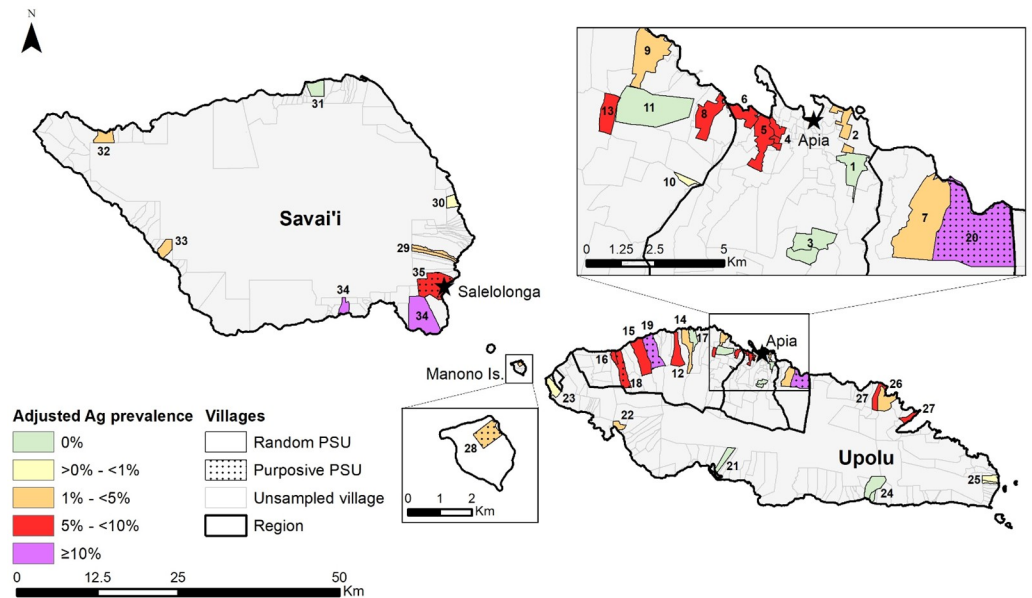 N
31
32
Savai'i
30
33
29
35
34
Salelolonga
34
9
6
13
11
8
5
4
Apia
2
1
10
7
20
3
0 1.25 2.5 5
Km
Manono Is.
15
19
14
17
16
18
12
Apia
23
22
26
27
27
21
Upolu
24
25
28
0 1 2
Km
Adjusted Ag prevalence
0%
>0% - <1%
1% - <5%
5% - <10%
≥10%
Villages
Random PSU
Purposive PSU
Unsampled village
Region
0 12.5 25 50
Km